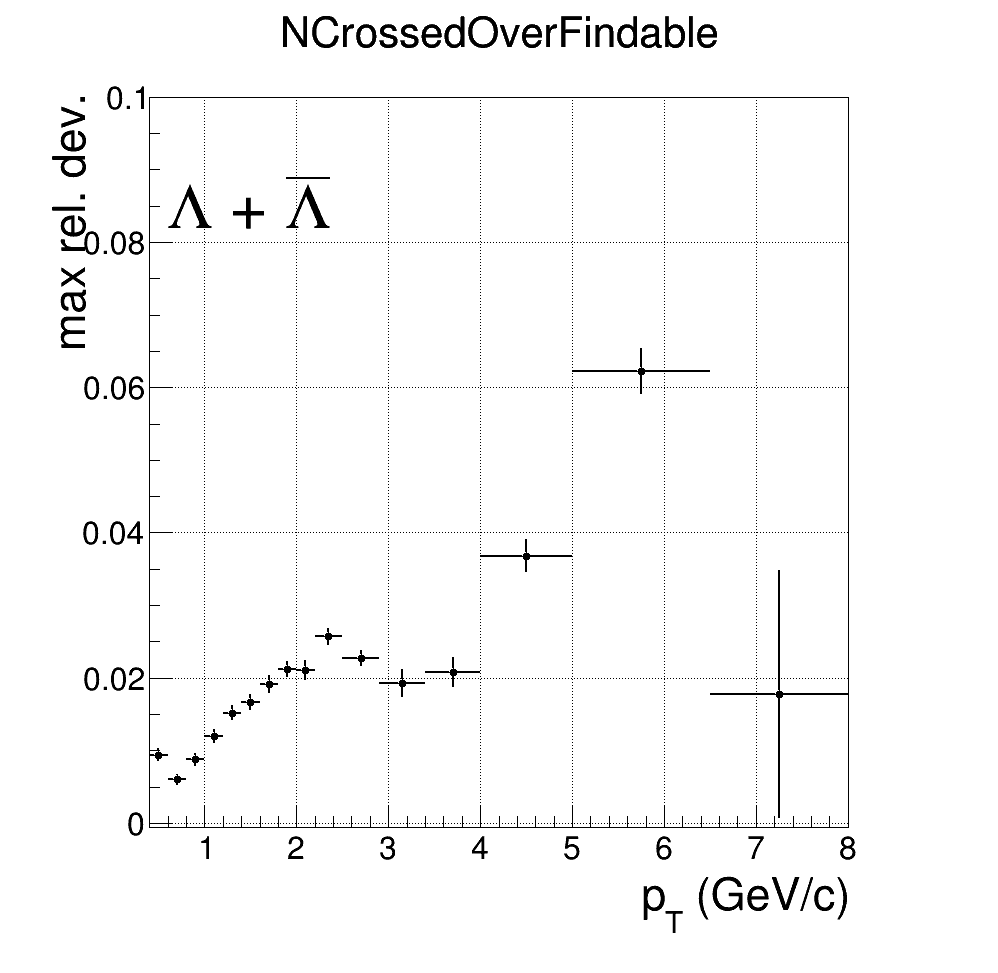 NCrossedOverFindable
max rel. dev.
0.1
Λ + Λ̅
0.08
0.06
0.04
0.02
0
1 2 3 4 5 6 7 8
p_T (GeV/c)